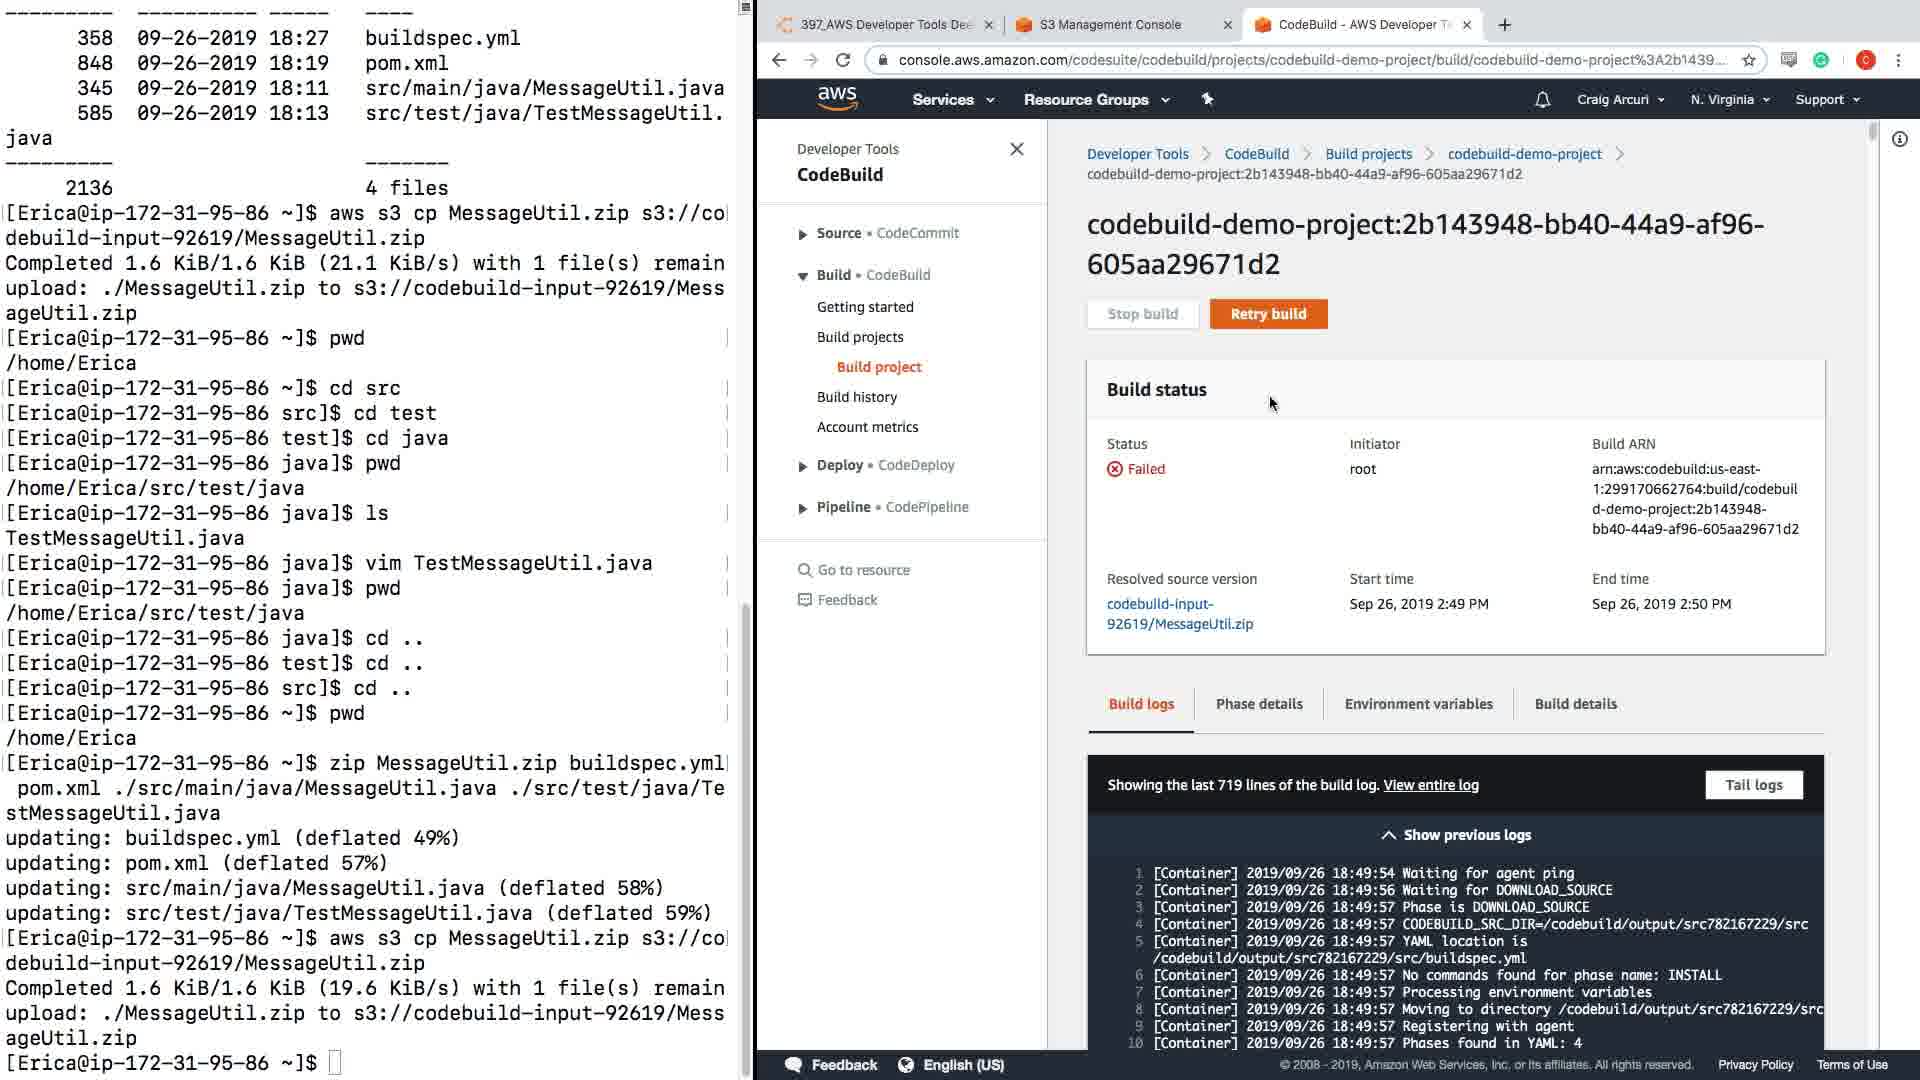 358  09-26-2019 18:27   buildspec.yml
848  09-26-2019 18:19   pom.xml
345  09-26-2019 18:11   src/main/java/MessageUtil.java
585  09-26-2019 18:13   src/test/java/TestMessageUtil.
java
---------                     -------
2136                     4 files
[Erica@ip-172-31-95-86 ~]$ aws s3 cp MessageUtil.zip s3://co
debuild-input-92619/MessageUtil.zip
Completed 1.6 KiB/1.6 KiB (21.1 KiB/s) with 1 file(s) remain
upload: ./MessageUtil.zip to s3://codebuild-input-92619/Mess
ageUtil.zip
[Erica@ip-172-31-95-86 ~]$ pwd
/home/Erica
[Erica@ip-172-31-95-86 ~]$ cd src
[Erica@ip-172-31-95-86 src]$ cd test
[Erica@ip-172-31-95-86 test]$ cd java
[Erica@ip-172-31-95-86 java]$ pwd
/home/Erica/src/test/java
[Erica@ip-172-31-95-86 java]$ ls
TestMessageUtil.java
[Erica@ip-172-31-95-86 java]$ vim TestMessageUtil.java
[Erica@ip-172-31-95-86 java]$ pwd
/home/Erica/src/test/java
[Erica@ip-172-31-95-86 java]$ cd ..
[Erica@ip-172-31-95-86 test]$ cd ..
[Erica@ip-172-31-95-86 src]$ cd ..
[Erica@ip-172-31-95-86 ~]$ pwd
/home/Erica
[Erica@ip-172-31-95-86 ~]$ zip MessageUtil.zip buildspec.yml
pom.xml ./src/main/java/MessageUtil.java ./src/test/java/Te
stMessageUtil.java
updating: buildspec.yml (deflated 49%)
updating: pom.xml (deflated 57%)
updating: src/main/java/MessageUtil.java (deflated 58%)
updating: src/test/java/TestMessageUtil.java (deflated 59%)
[Erica@ip-172-31-95-86 ~]$ aws s3 cp MessageUtil.zip s3://co
debuild-input-92619/MessageUtil.zip
Completed 1.6 KiB/1.6 KiB (19.6 KiB/s) with 1 file(s) remain
upload: ./MessageUtil.zip to s3://codebuild-input-92619/Mess
ageUtil.zip
[Erica@ip-172-31-95-86 ~]$
397_AWS Developer Tools Dee
S3 Management Console
CodeBuild - AWS Developer T
console.aws.amazon.com/codesuite/codebuild/projects/codebuild-demo-project/build/codebuild-demo-project%3A2b1439...
C
aws Services Resource Groups Craig Arcuri N. Virginia Support
Developer Tools
CodeBuild
Source • CodeCommit
Build • CodeBuild
Getting started
Build projects
Build project
Build history
Account metrics
Deploy • CodeDeploy
Pipeline • CodePipeline
Go to resource
Feedback
Developer Tools > CodeBuild > Build projects > codebuild-demo-project >
codebuild-demo-project:2b143948-bb40-44a9-af96-605aa29671d2
codebuild-demo-project:2b143948-bb40-44a9-af96-
605aa29671d2
Stop build Retry build
Build status
Status Initiator Build ARN
Failed root arn:aws:codebuild:us-east-
1:299170662764:build/codebuil
d-demo-project:2b143948-
bb40-44a9-af96-605aa29671d2
Resolved source version Start time End time
codebuild-input- Sep 26, 2019 2:49 PM Sep 26, 2019 2:50 PM
92619/MessageUtil.zip
Build logs Phase details Environment variables Build details
Showing the last 719 lines of the build log. View entire log Tail logs
Show previous logs
1 [Container] 2019/09/26 18:49:54 Waiting for agent ping
2 [Container] 2019/09/26 18:49:56 Waiting for DOWNLOAD_SOURCE
3 [Container] 2019/09/26 18:49:57 Phase is DOWNLOAD_SOURCE
4 [Container] 2019/09/26 18:49:57 CODEBUILD_SRC_DIR=/codebuild/output/src782167229/src
5 [Container] 2019/09/26 18:49:57 YAML location is
/codebuild/output/src782167229/src/buildspec.yml
6 [Container] 2019/09/26 18:49:57 No commands found for phase name: INSTALL
7 [Container] 2019/09/26 18:49:57 Processing environment variables
8 [Container] 2019/09/26 18:49:57 Moving to directory /codebuild/output/src782167229/src
9 [Container] 2019/09/26 18:49:57 Registering with agent
10 [Container] 2019/09/26 18:49:57 Phases found in YAML: 4
Feedback English (US) © 2008 - 2019, Amazon Web Services, Inc. or its affiliates. All rights reserved. Privacy Policy Terms of Use